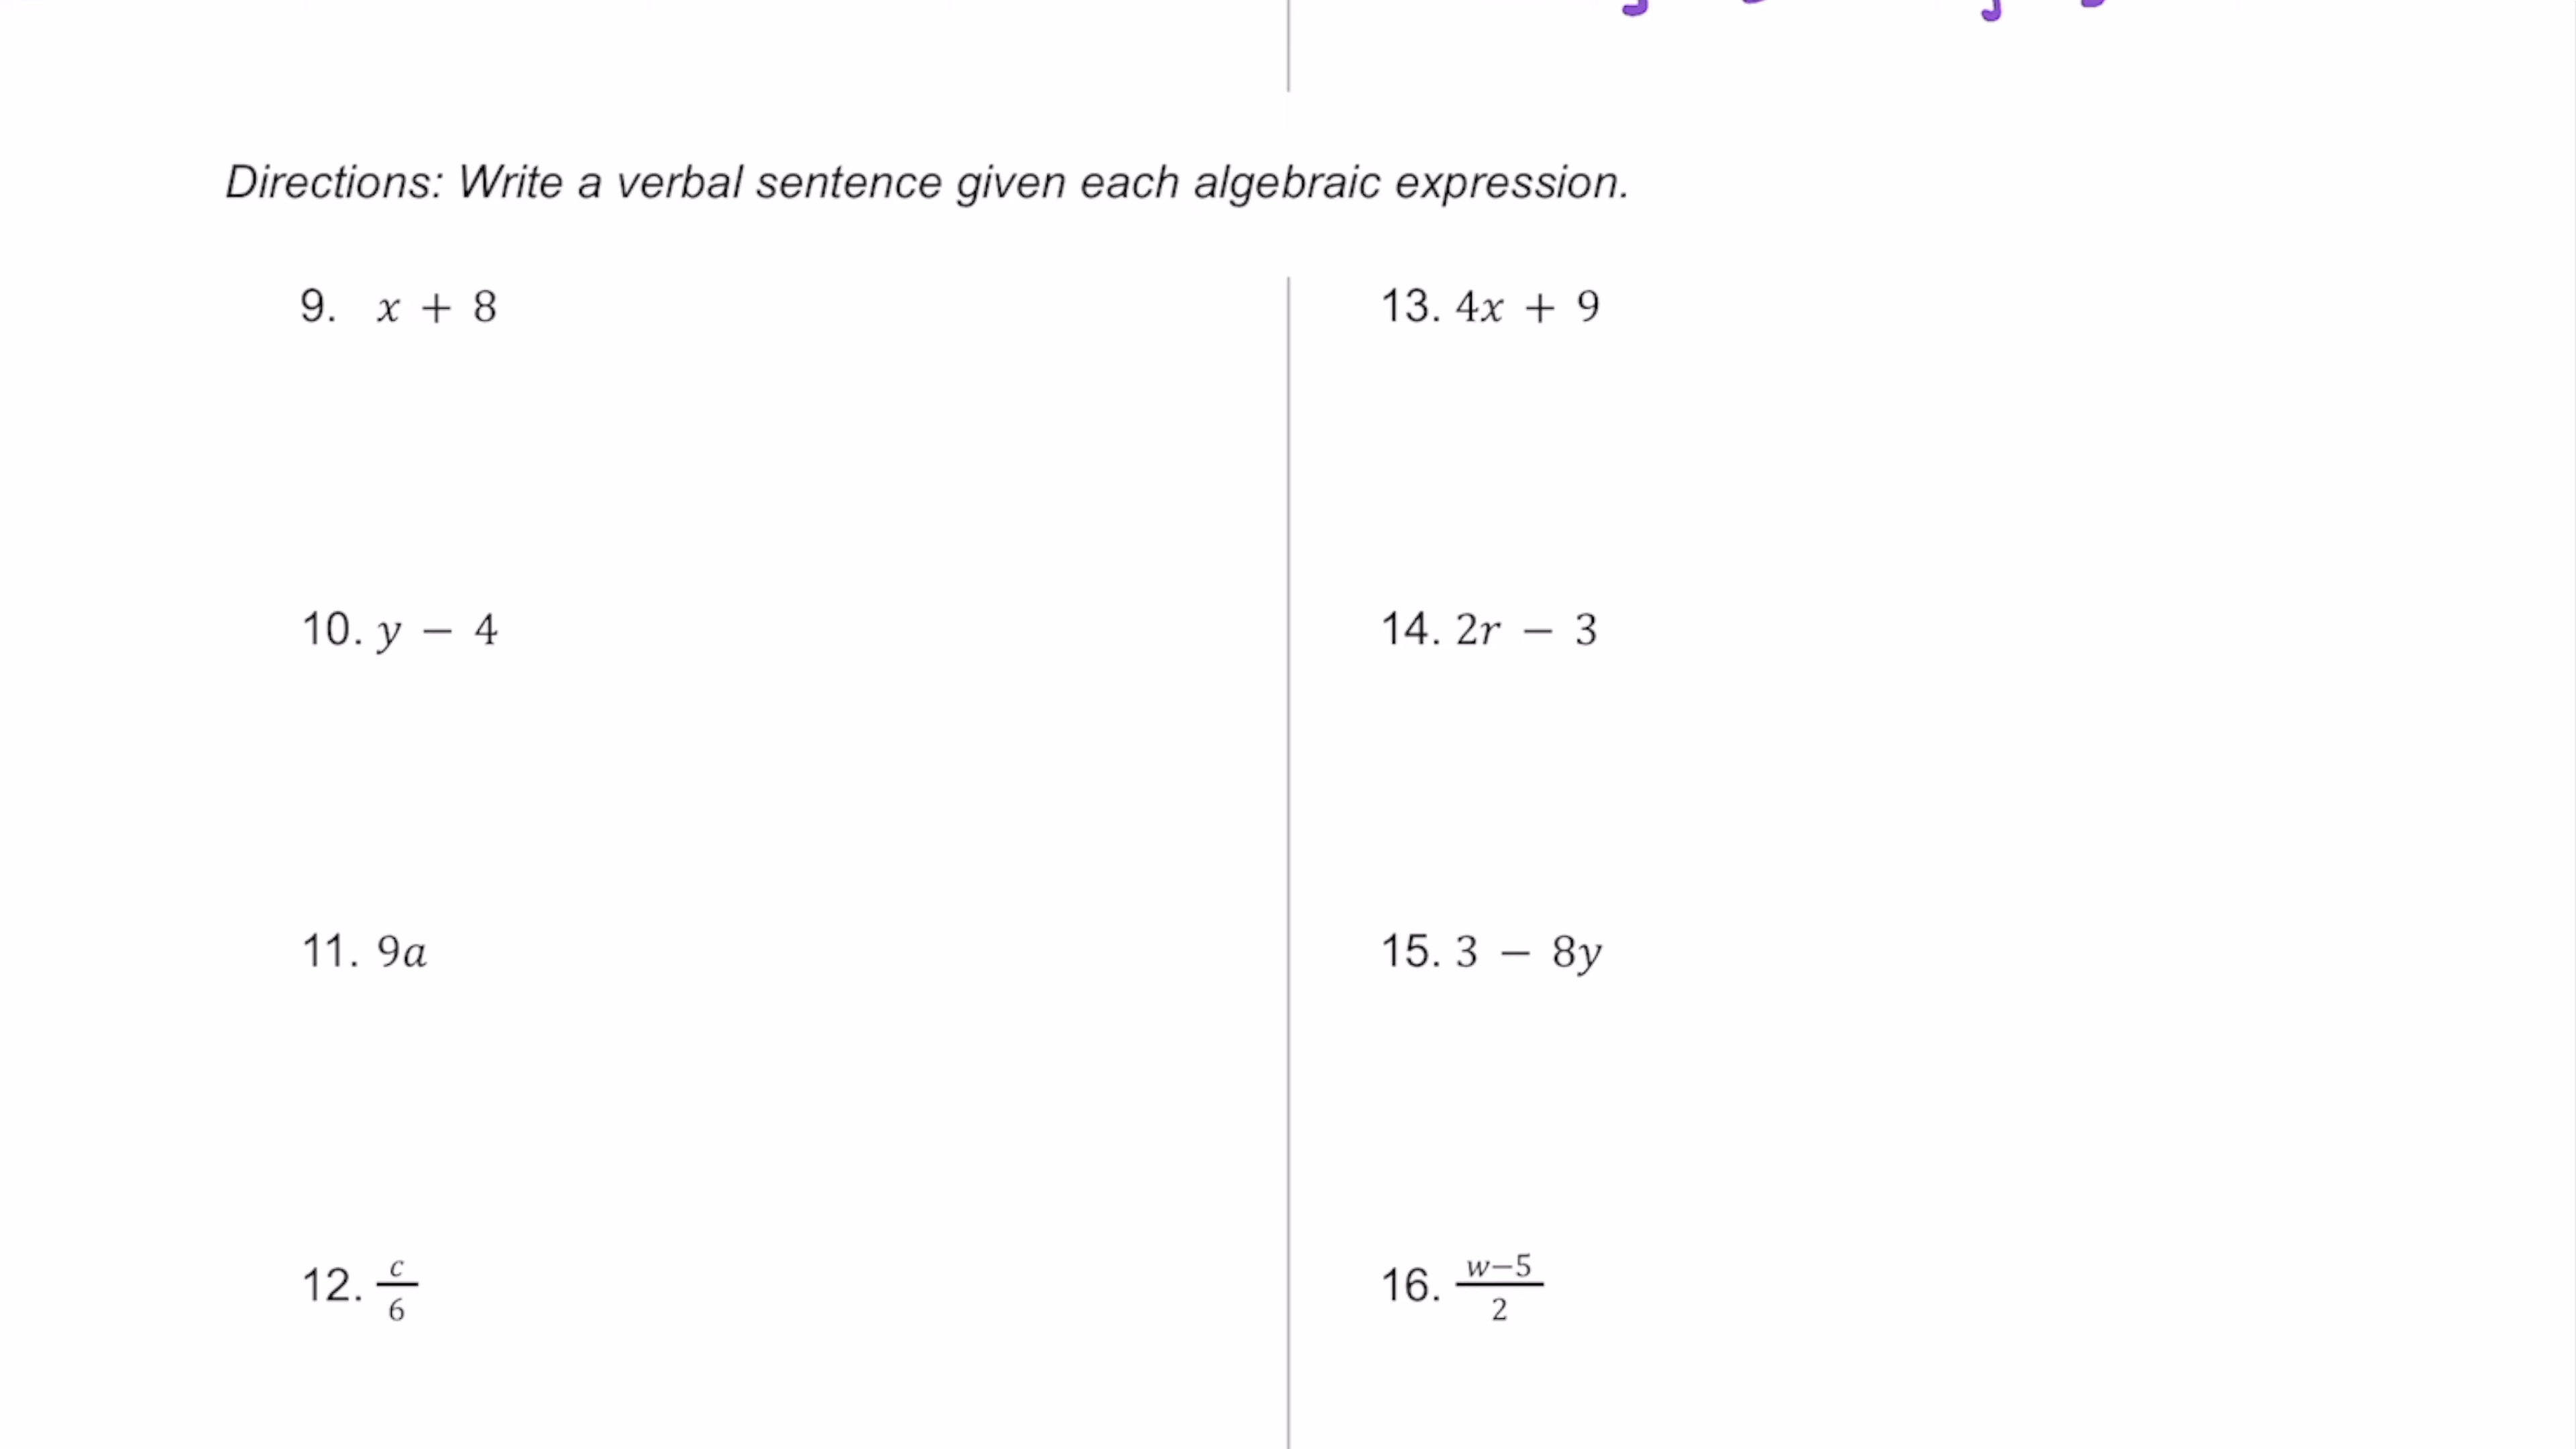 Directions: Write a verbal sentence given each algebraic expression.
9. x + 8
10. y − 4
11. 9a
12. c/6
13. 4x + 9
14. 2r − 3
15. 3 − 8y
16. w−5/2